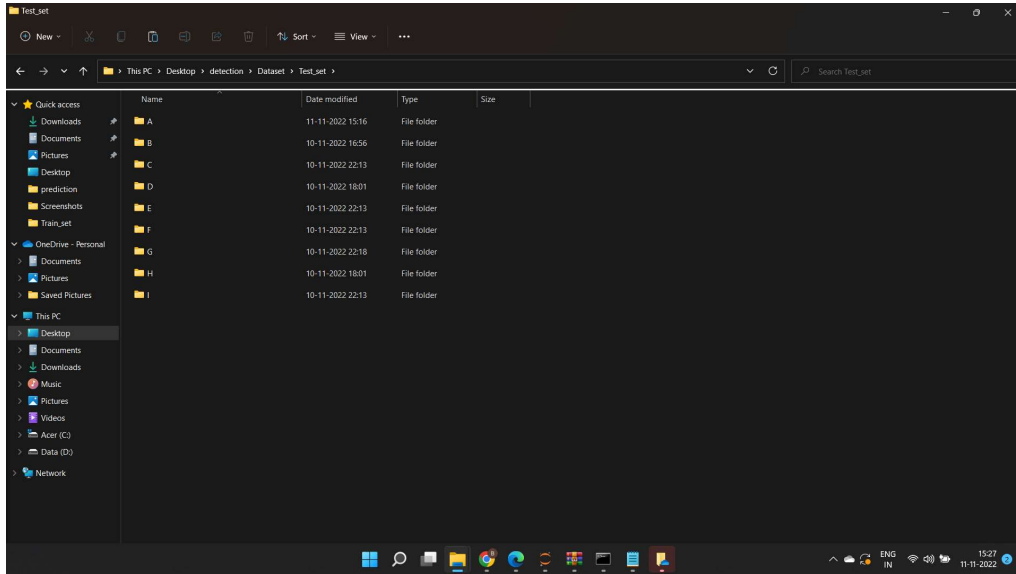 Test_set
New Sort View
This PC > Desktop > detection > Dataset > Test_set >
Search Test_set
Quick access
Downloads
Documents
Pictures
Desktop
prediction
Screenshots
Train_set
OneDrive - Personal
Documents
Pictures
Saved Pictures
This PC
Desktop
Documents
Downloads
Music
Pictures
Videos
Acer (C:)
Data (D:)
Network
Name Date modified Type Size
A 11-11-2022 15:16 File folder
B 10-11-2022 16:56 File folder
C 10-11-2022 22:13 File folder
D 10-11-2022 18:01 File folder
E 10-11-2022 22:13 File folder
F 10-11-2022 22:13 File folder
G 10-11-2022 22:18 File folder
H 10-11-2022 18:01 File folder
I 10-11-2022 22:13 File folder
ENG 15:27
IN 11-11-2022 2